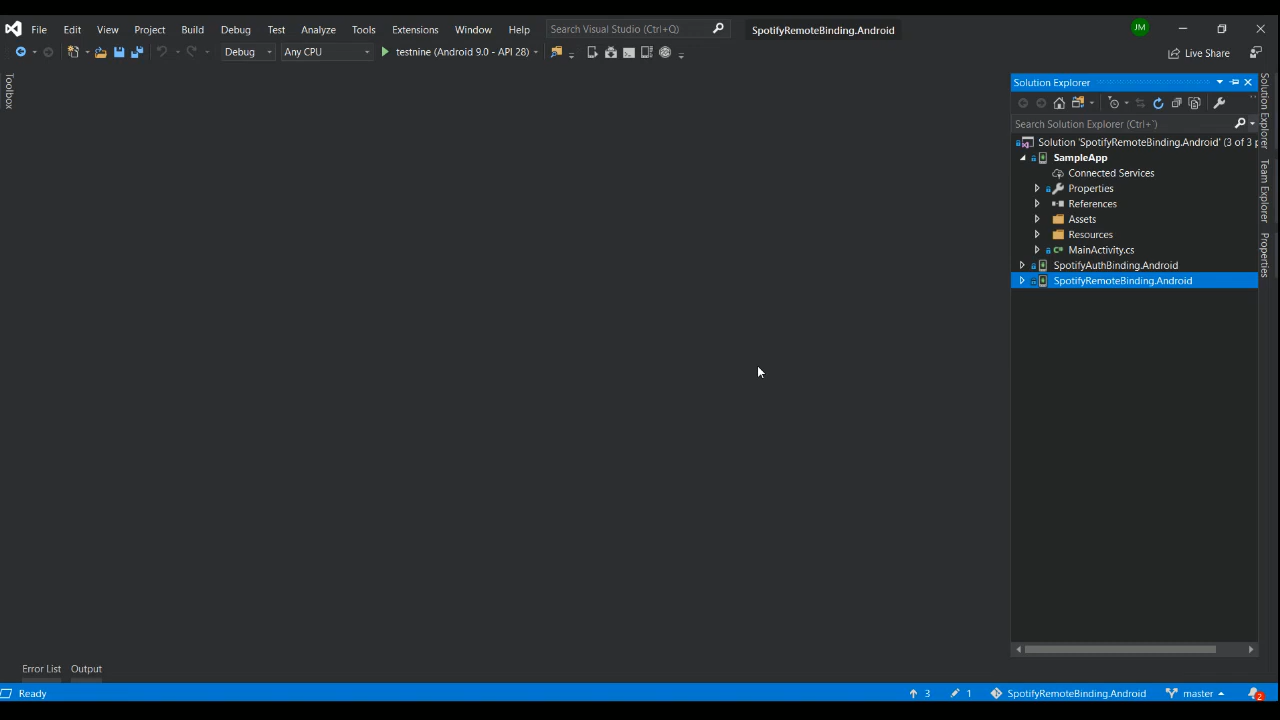 File Edit View Project Build Debug Test Analyze Tools Extensions Window Help Search Visual Studio (Ctrl+Q) SpotifyRemoteBinding.Android JM
Debug Any CPU testnine (Android 9.0 - API 28) Live Share
Toolbox
Solution Explorer
Search Solution Explorer (Ctrl+¨)
Solution 'SpotifyRemoteBinding.Android' (3 of 3 p
SampleApp
Connected Services
Properties
References
Assets
Resources
MainActivity.cs
SpotifyAuthBinding.Android
SpotifyRemoteBinding.Android
Solution Explorer
Team Explorer
Properties
Error List Output
Ready 3 1 SpotifyRemoteBinding.Android master 2